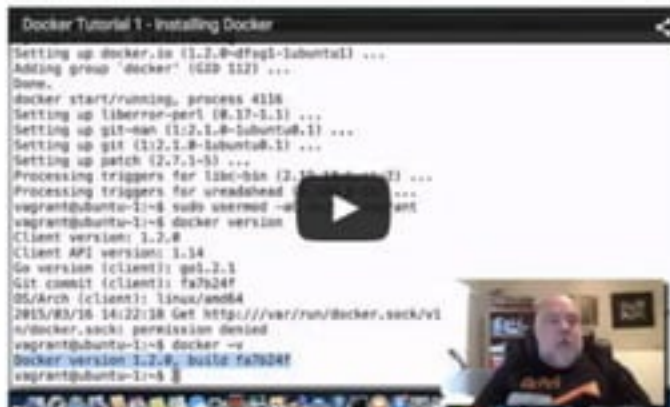 Docker Tutorial 1 - Installing Docker
Setting up docker.io (1.2.0~dfsg1-1ubuntu1) ...
Adding group `docker' (GID 112) ...
Done.
docker start/running, process 4116
Setting up liberror-perl (0.17-1.1) ...
Setting up git-man (1:2.1.0-1ubuntu0.1) ...
Setting up git (1:2.1.0-1ubuntu0.1) ...
Setting up patch (2.7.1-5) ...
Processing triggers for libc-bin ...
Processing triggers for ureadahead ...
vagrant@ubuntu-1:~$ sudo usermod
vagrant@ubuntu-1:~$ docker version
Client version: 1.2.0
Client API version: 1.14
Go version (client): go1.2.1
Git commit (client): fa7b24f
OS/Arch (client): linux/amd64
2015/03/16 14:22:18 Get http:///var/run/docker.sock/v1
n/docker.sock: permission denied
vagrant@ubuntu-1:~$ docker -v
Docker version 1.2.0, build fa7b24f
vagrant@ubuntu-1:~$